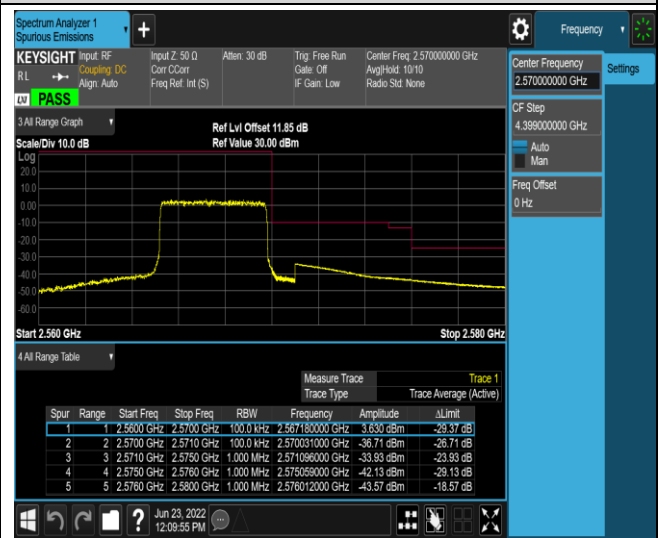 Spectrum Analyzer 1
Spurious Emissions
Frequency
KEYSIGHT Input: RF Input Z: 50 Ω Atten: 30 dB Trig: Free Run Center Freq: 2.570000000 GHz
RL Coupling: DC Corr CCorr Gate: Off Avg|Hold: 10/10
Align: Auto Freq Ref: Int (S) IF Gain: Low Radio Std: None
LXI PASS
Center Frequency
2.570000000 GHz
Settings
CF Step
4.399000000 GHz
Auto
Man
Freq Offset
0 Hz
3 All Range Graph
Ref Lvl Offset 11.85 dB
Scale/Div 10.0 dB Ref Value 30.00 dBm
Log
20.0
10.0
0.00
-10.0
-20.0
-30.0
-40.0
-50.0
-60.0
Start 2.560 GHz Stop 2.580 GHz
4 All Range Table
Measure Trace Trace 1
Trace Type Trace Average (Active)
Spur Range Start Freq Stop Freq RBW Frequency Amplitude ΔLimit
1 1 2.5600 GHz 2.5700 GHz 100.0 kHz 2.567180000 GHz 3.630 dBm -29.37 dB
2 2 2.5700 GHz 2.5710 GHz 100.0 kHz 2.570031000 GHz -36.71 dBm -26.71 dB
3 3 2.5710 GHz 2.5750 GHz 1.000 MHz 2.571096000 GHz -33.93 dBm -23.93 dB
4 4 2.5750 GHz 2.5760 GHz 1.000 MHz 2.575059000 GHz -42.13 dBm -29.13 dB
5 5 2.5760 GHz 2.5800 GHz 1.000 MHz 2.576012000 GHz -43.57 dBm -18.57 dB
Jun 23, 2022
12:09:55 PM